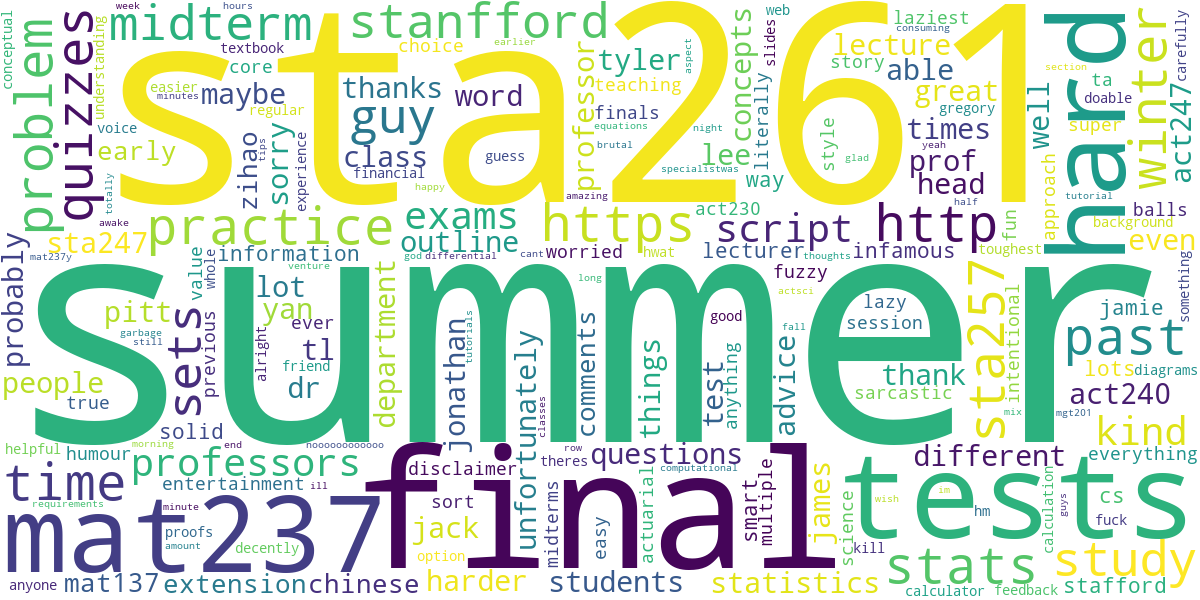 conceptual
week
hours
midterm
stanfford
choice
earlier
web
slides
laziest
consuming
textbook
core
understanding
problem
quizzes
easier
minutes
maybe
regular
thanks
guy
word
professor
tyler
teaching
finals
equations
brutal
night
aspect
concepts
literally
lecture
story
able
great
gregory
times
ta
doable
super
hard
well
winter
act247
carefully
sta261
voice
early
totally
awake
zihao
sorry
tips
experience
class
financial
guess
lee
specialistwas
way
style
yeah
glad
prof
head
half
section
tutorial
balls
background
even
approach
fun
toughest
practice
exams
outline
amazing
https
act230
script
http
sta247
mat237y
probably
information
value
whole
venture
lot
god
differential
cant
worried
hwat
lecturer
thoughts
infamous
fuzzy
long
actsci
something
sta257
intentional
jamie
past
lots
diagrams
summer
pitt
garbage
still
sets
previous
yan
ever
tl
alright
friend
dr
department
jonathan
tutorials
unfortunately
classes
comments
things
test
anything
good
fall
advice
lazy
session
thank
sarcastic
act240
mgt201
mix
people
true
solid
helpful
humour
morning
end
nooooooooooo
professors
entertainment
ill
disclaimer
row
theres
questions
computational
different
kind
everything
time
requirements
minute
proofs
amount
decently
mat237
final
sort
jack
option
midterms
easy
actuarial
smart
multiple
james
science
wish
im
kill
tests
hm
calculation
guys
cs
fuck
anyone
mat137
extension
chinese
harder
students
statistics
stats
study
calculator
feedback
stafford